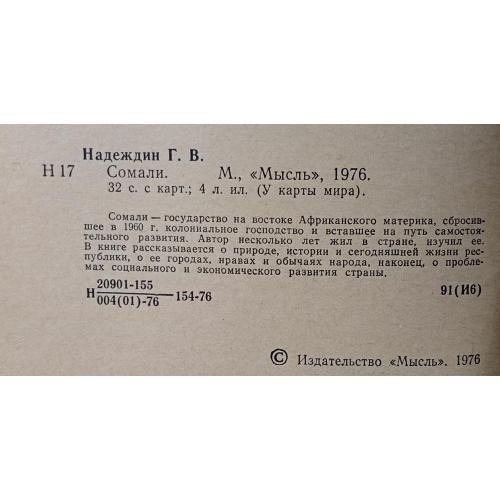 Надеждин Г. В.
Н 17 Сомали. М., «Мысль», 1976.
32 с. с карт.; 4 л. ил. (У карты мира).
Сомали — государство на востоке Африканского материка, сбросив-
шее в 1960 г. колониальное господство и вставшее на путь самостоя-
тельного развития. Автор несколько лет жил в стране, изучил ее.
В книге рассказывается о природе, истории и сегодняшней жизни рес-
публики, о ее городах, нравах и обычаях народа, наконец, о пробле-
мах социального и экономического развития страны.
20901-155
Н 154-76 91(И6)
004(01)-76
© Издательство «Мысль». 1976